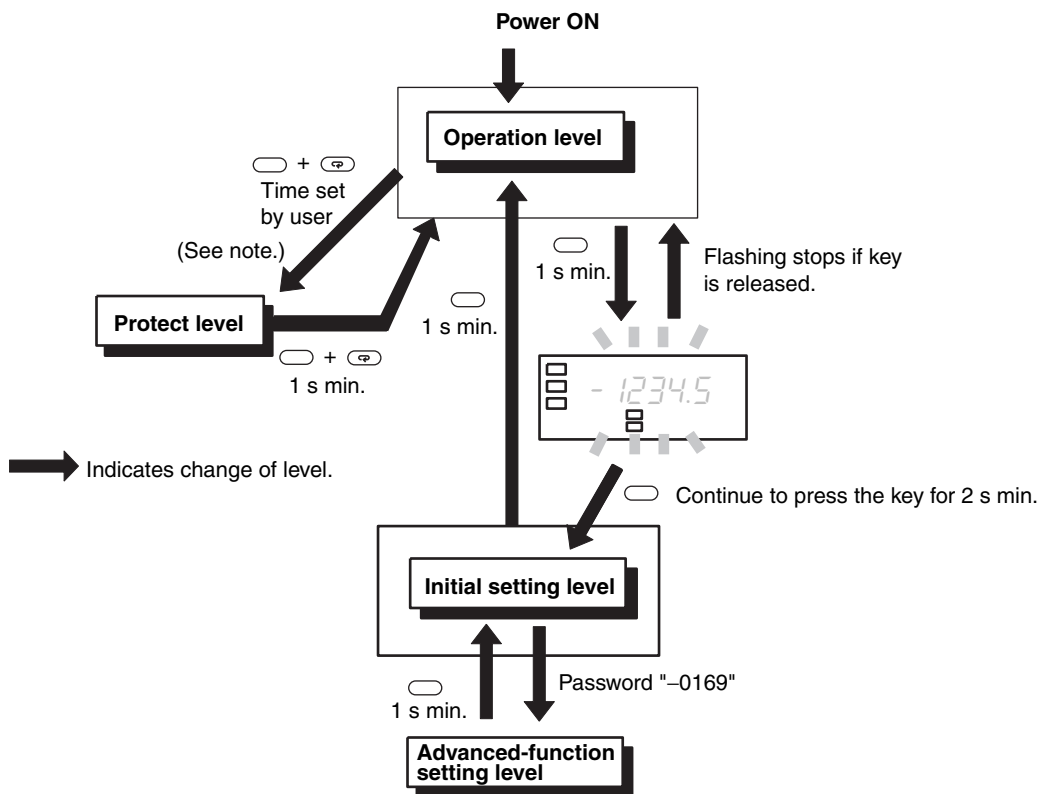 Power ON
Operation level
+
Time set
by user
(See note.)
1 s min.
Flashing stops if key
is released.
Protect level
1 s min.
+
1 s min.
-1234.5
Indicates change of level.
Continue to press the key for 2 s min.
Initial setting level
Password "–0169"
1 s min.
Advanced-function
setting level